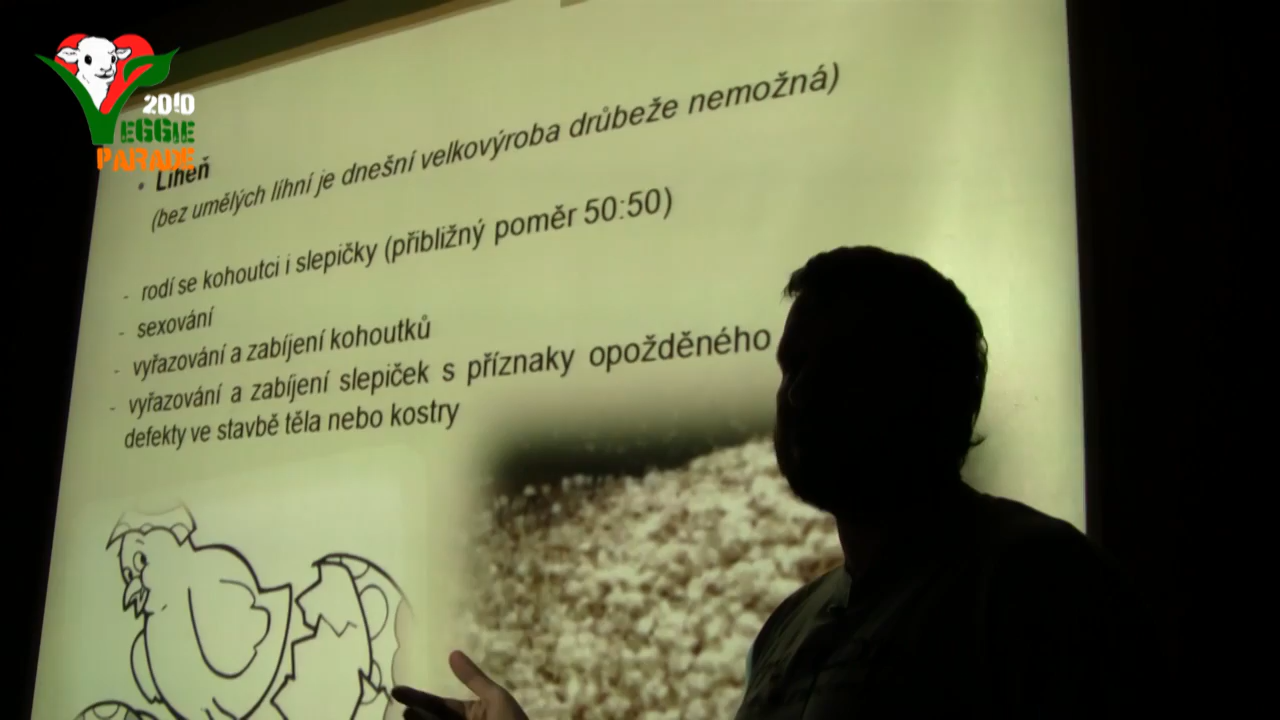 2010
VEGGIE
PARADE
• Líheň
(bez umělých líhní je dnešní velkovýroba drůbeže nemožná)
- rodí se kohoutci i slepičky (přibližný poměr 50:50)
- sexování
- vyřazování a zabíjení kohoutků
- vyřazování a zabíjení slepiček s příznaky opožděného
defekty ve stavbě těla nebo kostry